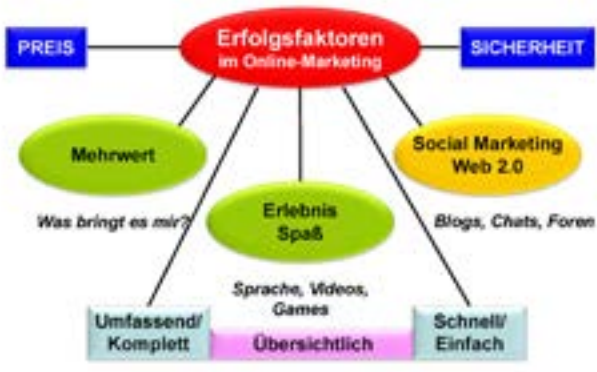 PREIS
Erfolgsfaktoren
im Online-Marketing
SICHERHEIT
Mehrwert
Social Marketing
Web 2.0
Was bringt es mir?
Erlebnis
Spaß
Blogs, Chats, Foren
Sprache, Videos,
Games
Umfassend/
Komplett
Übersichtlich
Schnell/
Einfach